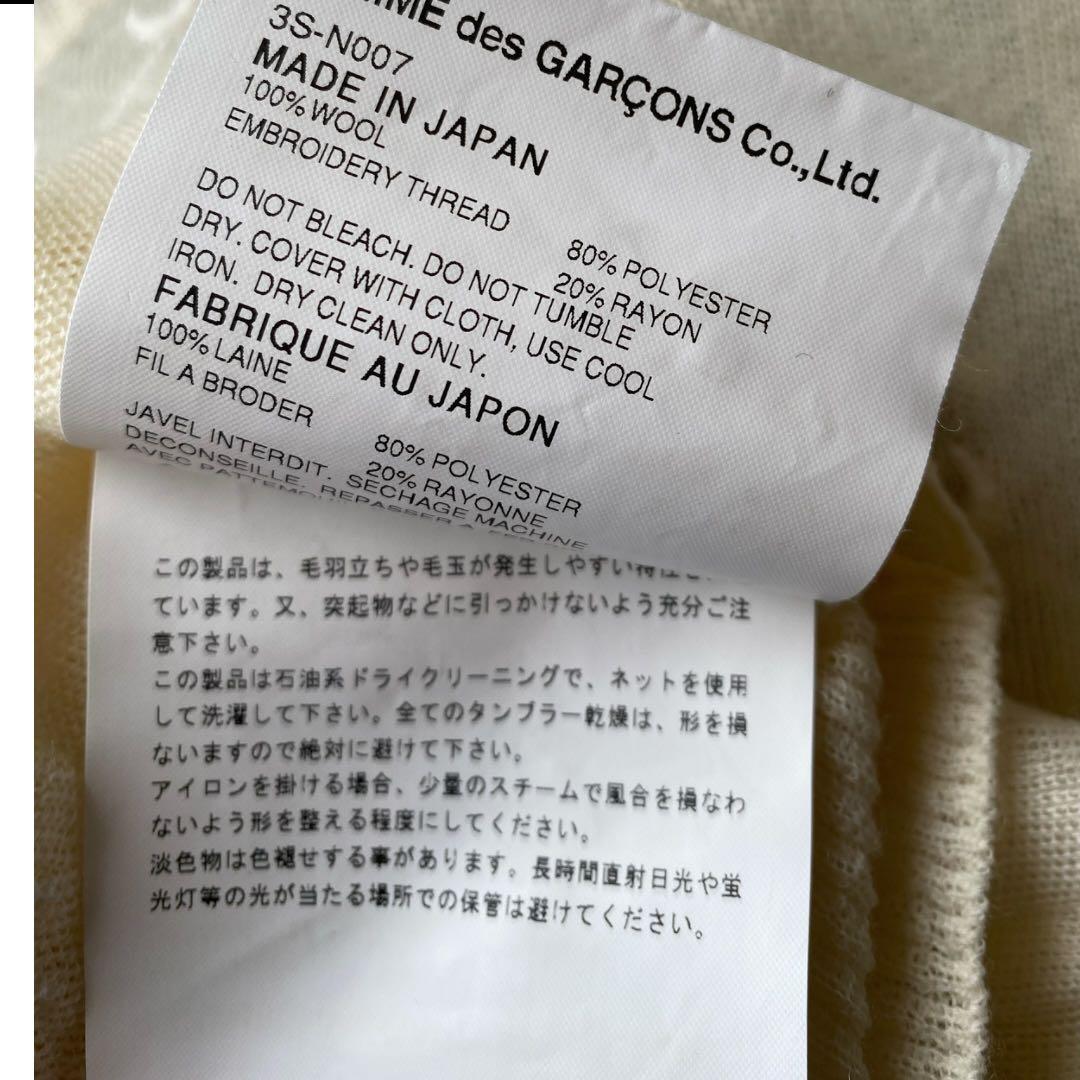 des GARÇONS Co.,Ltd.
3S-N007
MADE IN JAPAN
100% WOOL
EMBROIDERY THREAD
80% POLYESTER
20% RAYON
DO NOT BLEACH. DO NOT TUMBLE
DRY. COVER WITH CLOTH, USE COOL
IRON. DRY CLEAN ONLY.
FABRIQUE AU JAPON
100% LAINE
FIL A BRODER
80% POLYESTER
20% RAYONNE
JAVEL INTERDIT. SECHAGE MACHINE
DECONSEILLE. REPASSER A
AVEC PATTEMOU
この製品は、毛羽立ちや毛玉が発生しやすい特性
ています。又、突起物などに引っかけないよう充分ご注
意下さい。
この製品は石油系ドライクリーニングで、ネットを使用
して洗濯して下さい。全てのタンブラー乾燥は、形を損
ないますので絶対に避けて下さい。
アイロンを掛ける場合、少量のスチームで風合を損なわ
ないよう形を整える程度にしてください。
淡色物は色褪せする事があります。長時間直射日光や蛍
光灯等の光が当たる場所での保管は避けてください。